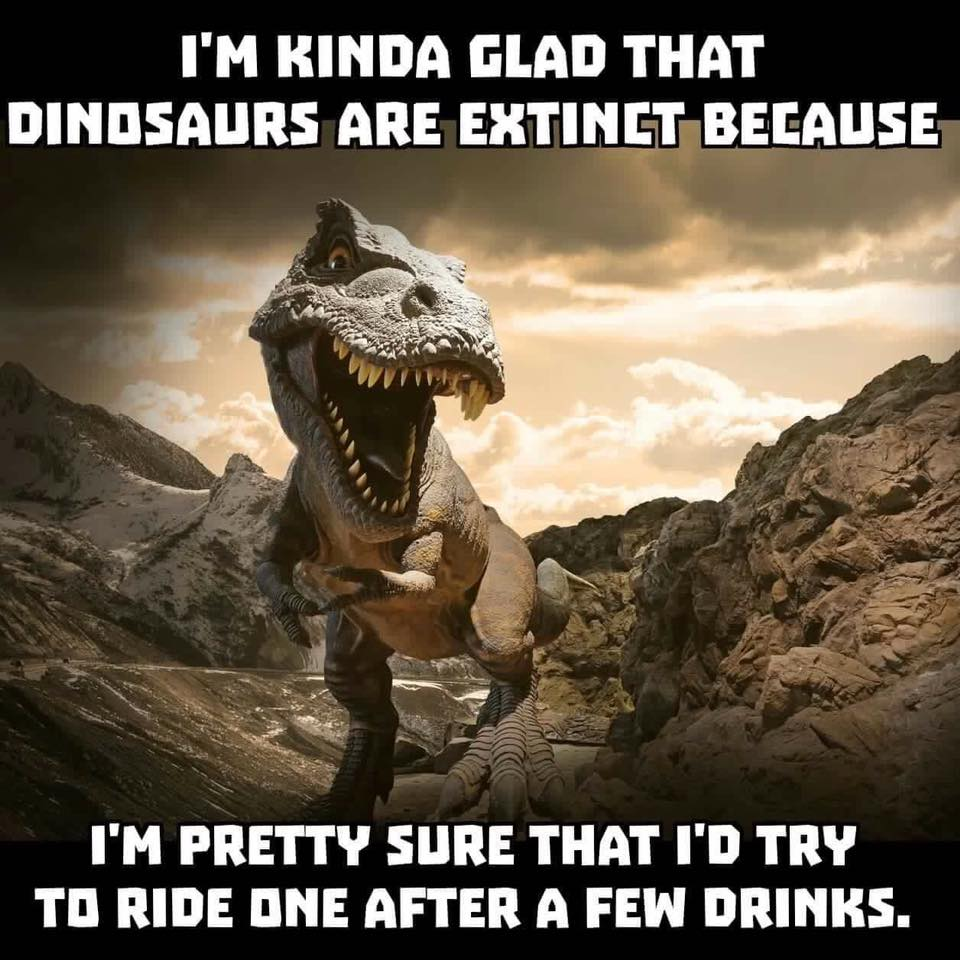 I'M KINDA GLAD THAT
DINOSAURS ARE EXTINCT BECAUSE
I'M PRETTY SURE THAT I'D TRY
TO RIDE ONE AFTER A FEW DRINKS.